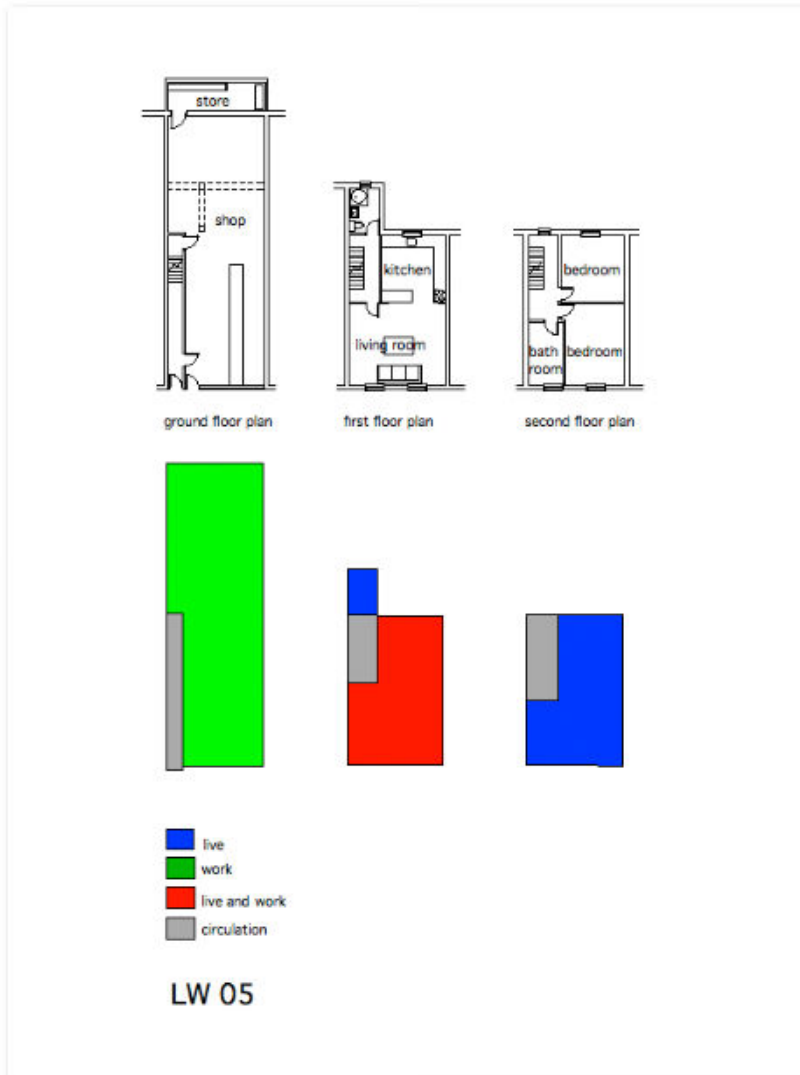 store
shop
kitchen
living room
bedroom
bath
room
bedroom
ground floor plan
first floor plan
second floor plan
live
work
live and work
circulation
LW 05